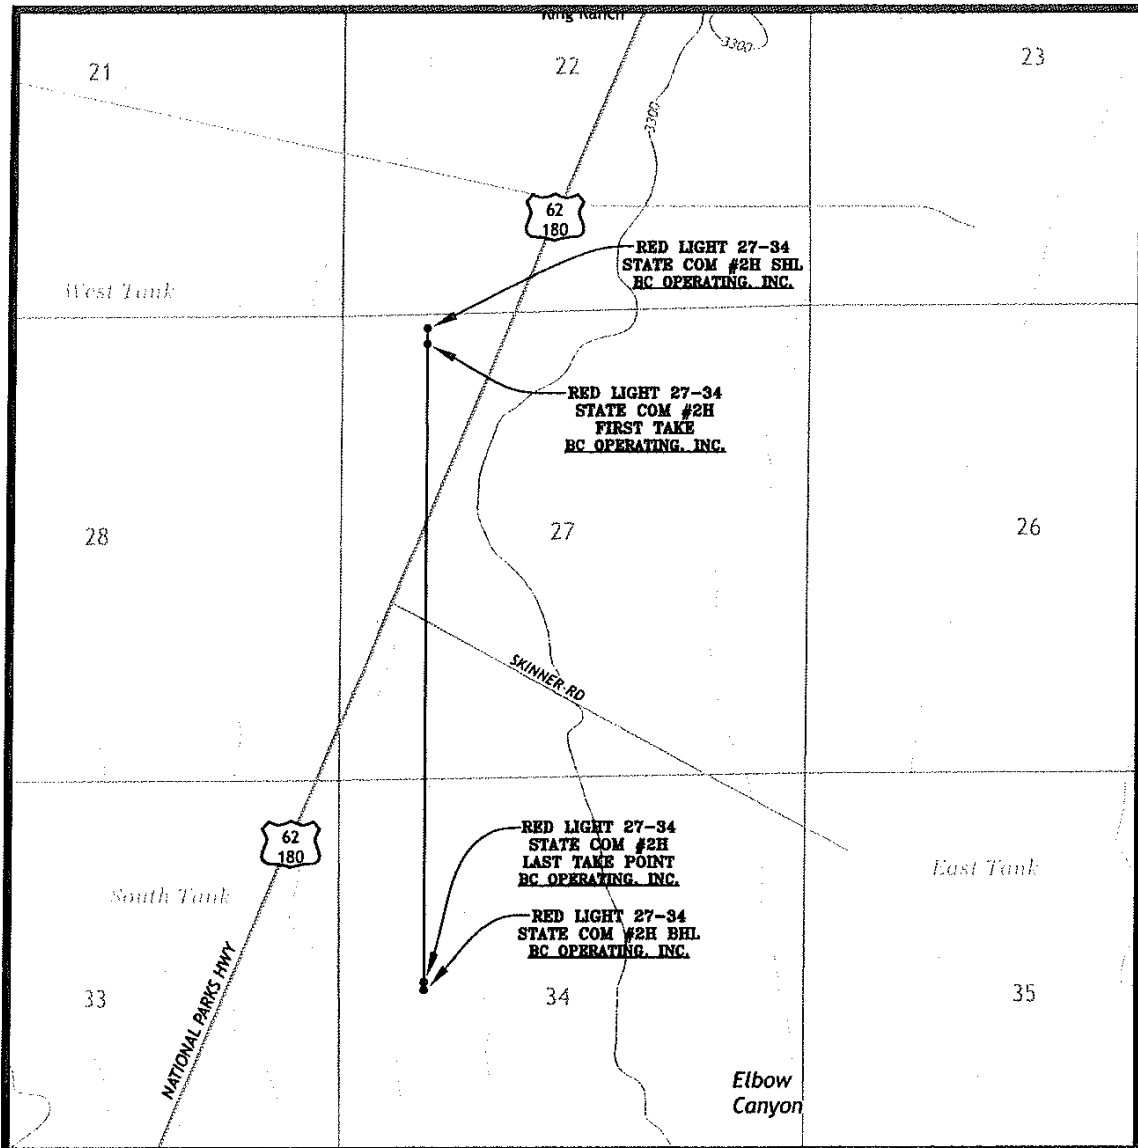 King Ranch
21
22
23
3300
3300
62
180
RED LIGHT 27-34
STATE COM #2H SHL
BC OPERATING, INC.
West Tank
RED LIGHT 27-34
STATE COM #2H
FIRST TAKE
BC OPERATING, INC.
28
27
26
SKINNER RD
62
180
RED LIGHT 27-34
STATE COM #2H
LAST TAKE POINT
BC OPERATING, INC.
East Tank
South Tank
RED LIGHT 27-34
STATE COM #2H BHL
BC OPERATING, INC.
33
34
35
NATIONAL PARKS HWY
Elbow
Canyon